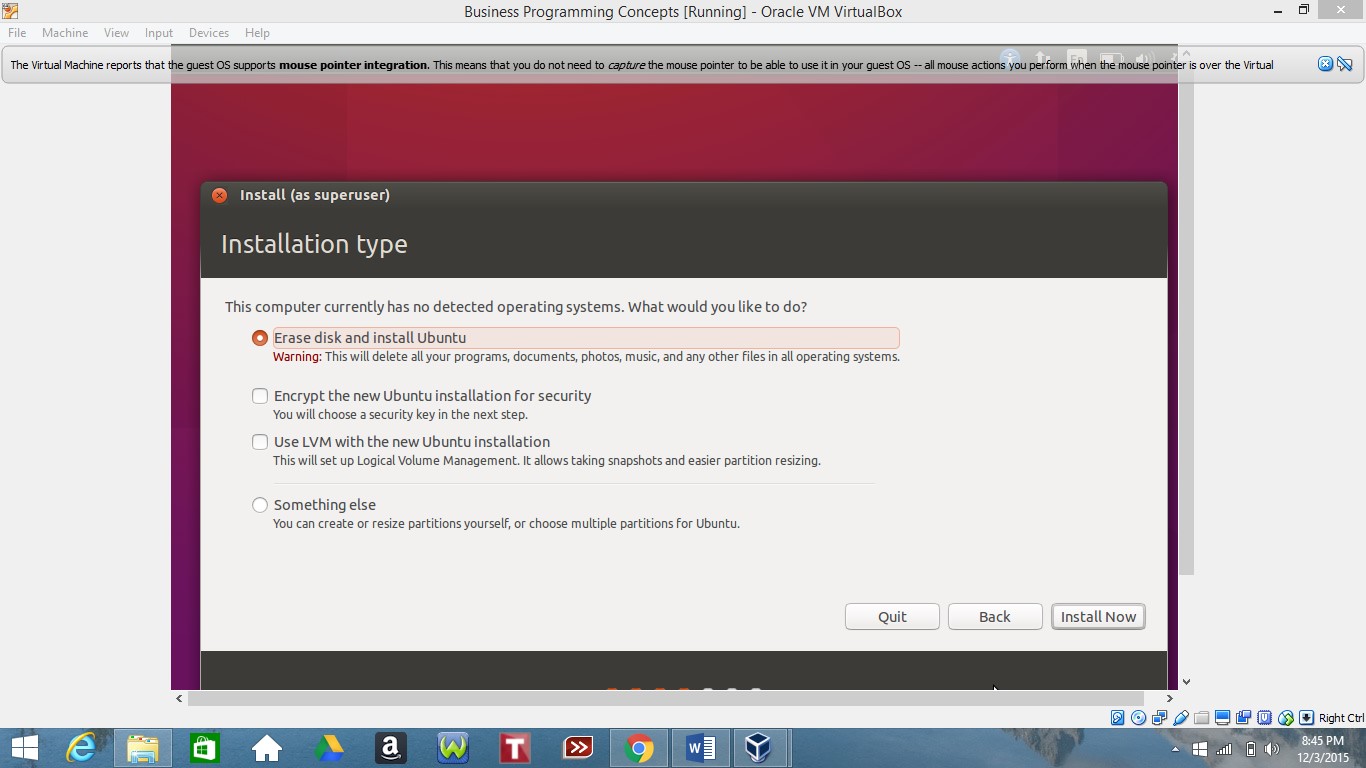 Business Programming Concepts [Running] - Oracle VM VirtualBox
File Machine View Input Devices Help
The Virtual Machine reports that the guest OS supports mouse pointer integration. This means that you do not need to capture the mouse pointer to be able to use it in your guest OS -- all mouse actions you perform when the mouse pointer is over the Virtual
Install (as superuser)
Installation type
This computer currently has no detected operating systems. What would you like to do?
Erase disk and install Ubuntu
Warning: This will delete all your programs, documents, photos, music, and any other files in all operating systems.
Encrypt the new Ubuntu installation for security
You will choose a security key in the next step.
Use LVM with the new Ubuntu installation
This will set up Logical Volume Management. It allows taking snapshots and easier partition resizing.
Something else
You can create or resize partitions yourself, or choose multiple partitions for Ubuntu.
Quit Back Install Now
Right Ctrl
8:45 PM
12/3/2015